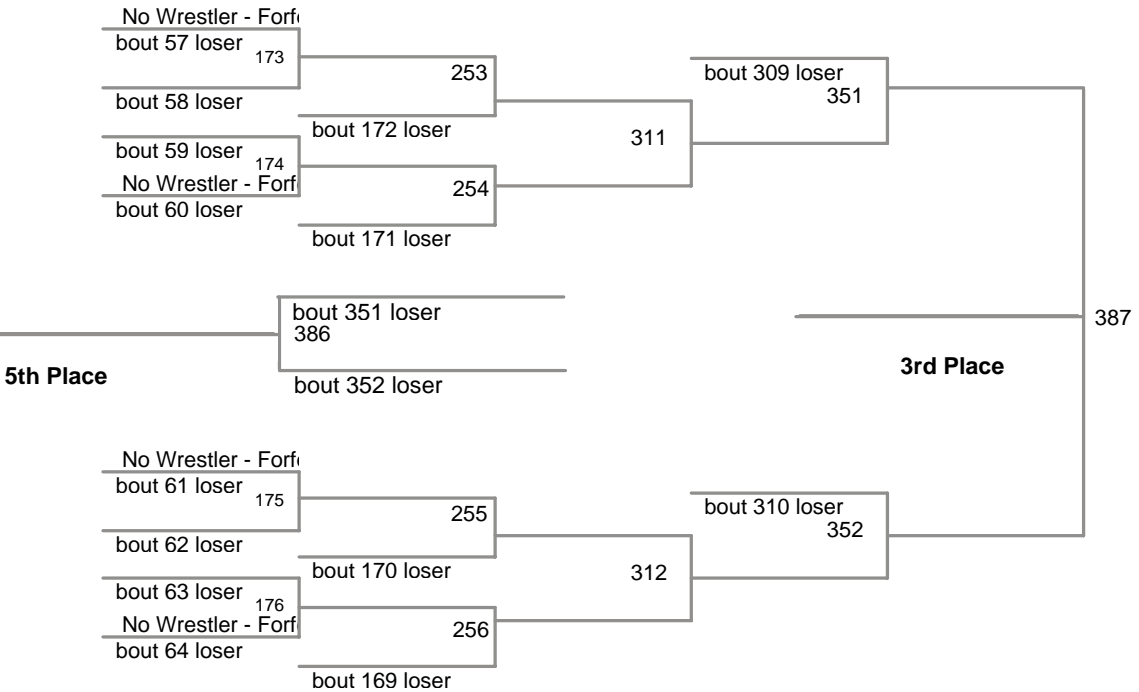 No Wrestler - Forf
bout 57 loser
173
253
bout 309 loser
351
bout 58 loser
bout 172 loser
311
bout 59 loser
174
No Wrestler - Forf
254
bout 60 loser
bout 171 loser
bout 351 loser
386
387
5th Place
bout 352 loser
3rd Place
No Wrestler - Forf
bout 61 loser
175
255
bout 310 loser
352
bout 62 loser
bout 170 loser
312
bout 63 loser
176
No Wrestler - Forf
256
bout 64 loser
bout 169 loser